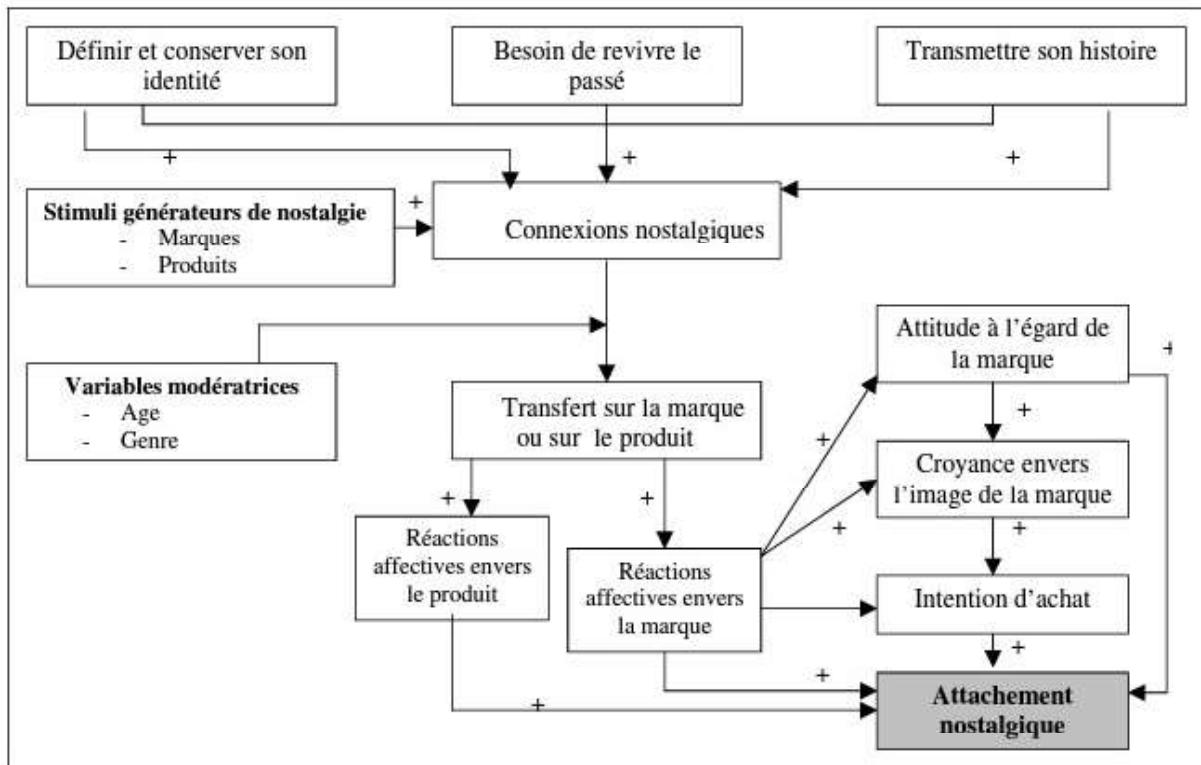 Définir et conserver son
identité
Besoin de revivre le
passé
Transmettre son histoire
+
+
+
Stimuli générateurs de nostalgie
- Marques
- Produits
+
Connexions nostalgiques
Variables modératrices
- Age
- Genre
Transfert sur la marque
ou sur le produit
Attitude à l'égard de
la marque
+
+
+
Croyance envers
l'image de la marque
+
+
+
+
Réactions
affectives envers
le produit
Réactions
affectives envers
la marque
Intention d'achat
+
+
+
Attachement
nostalgique